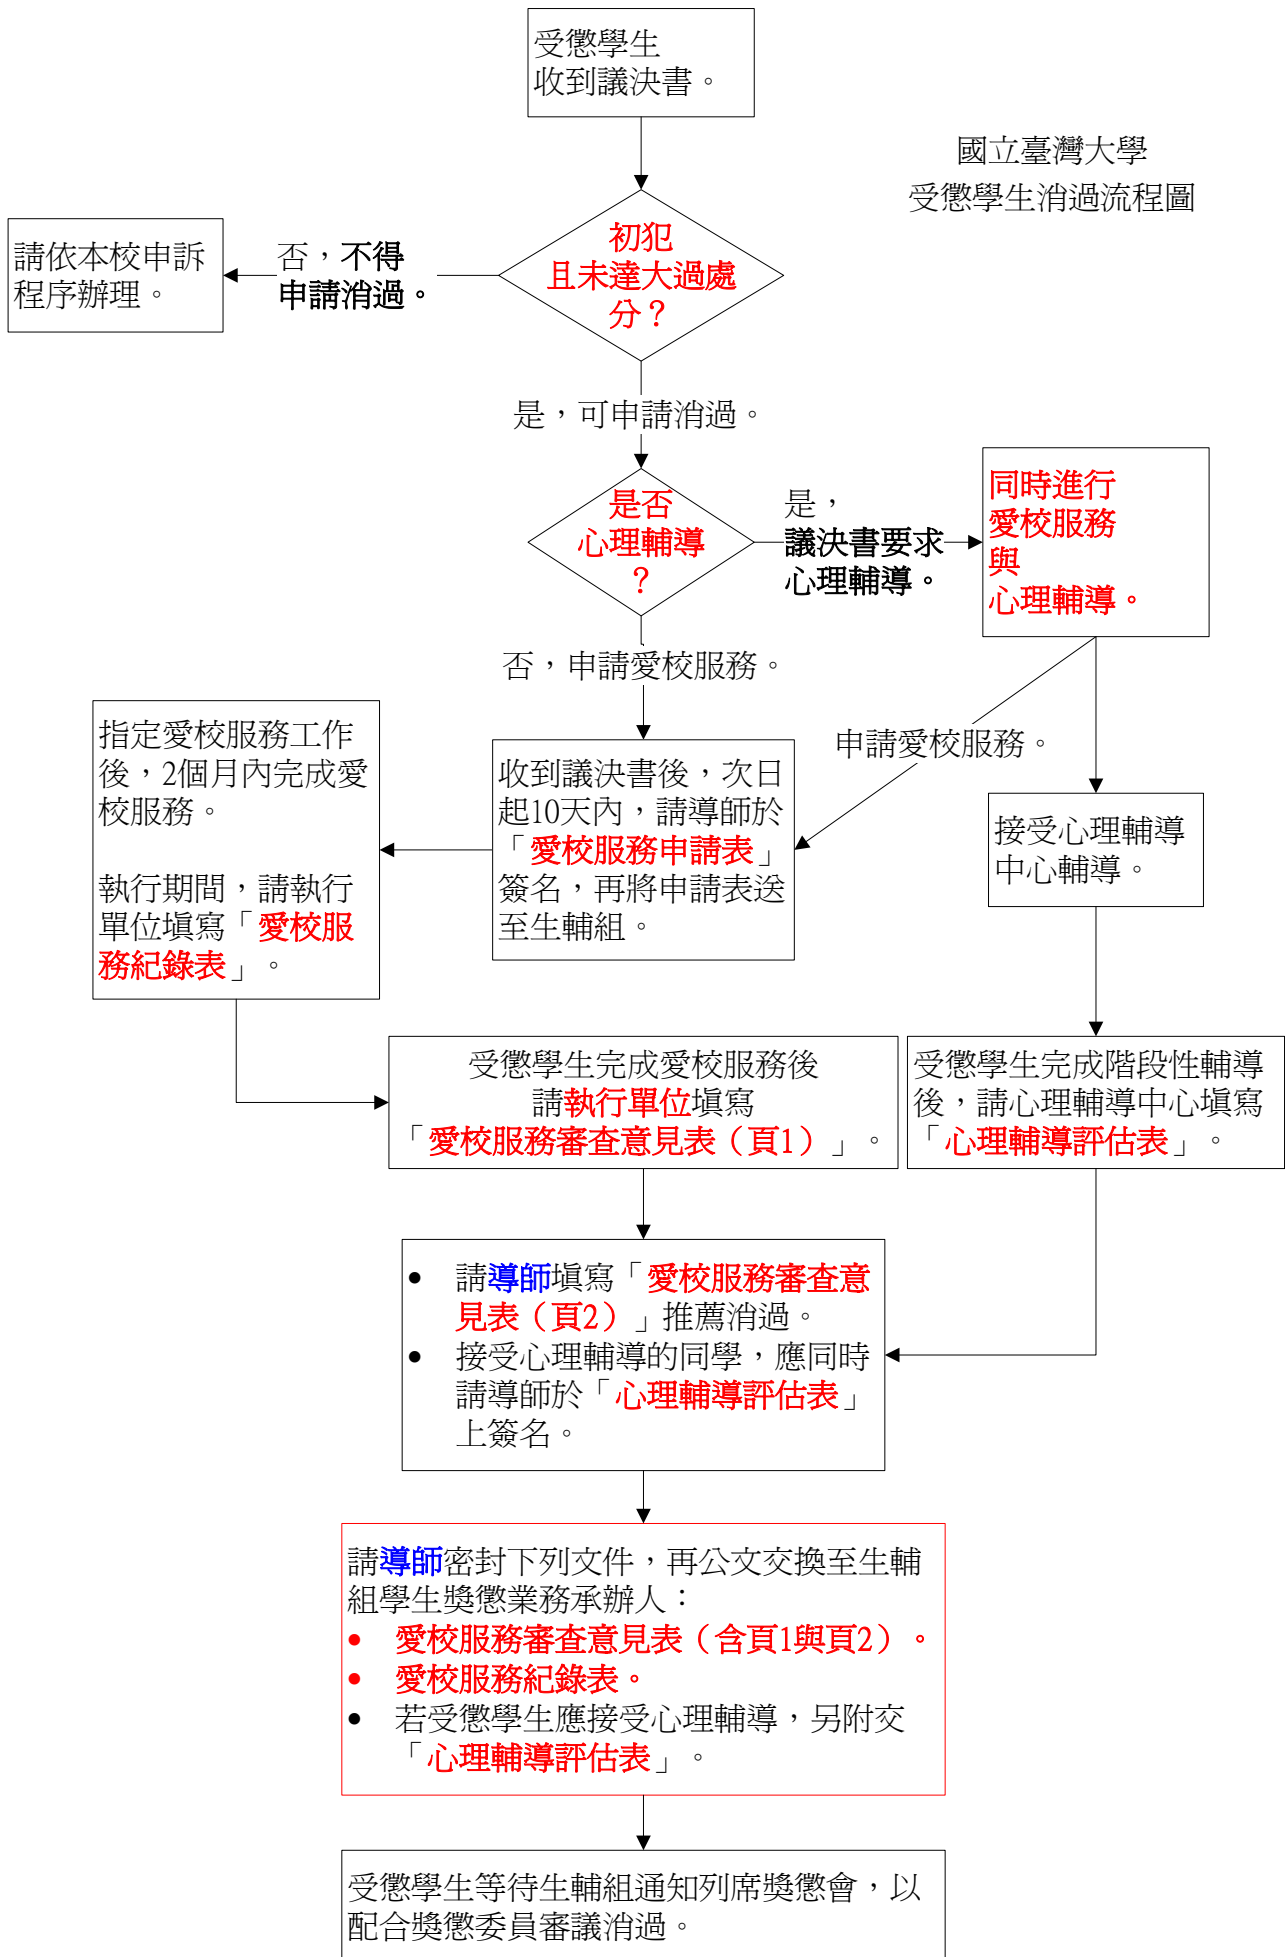 受懲學生
收到議決書。
國立臺灣大學
受懲學生消過流程圖
初犯
且未達大過處
分？
否，不得
申請消過。
請依本校申訴
程序辦理。
是，可申請消過。
是否
心理輔導
？
是，
議決書要求
心理輔導。
同時進行
愛校服務
與
心理輔導。
否，申請愛校服務。
申請愛校服務。
收到議決書後，次日
起10天內，請導師於
「愛校服務申請表」
簽名，再將申請表送
至生輔組。
指定愛校服務工作
後，2個月內完成愛
校服務。
執行期間，請執行
單位填寫「愛校服
務紀錄表」。
接受心理輔導
中心輔導。
受懲學生完成愛校服務後
請執行單位填寫
「愛校服務審查意見表（頁1）」。
受懲學生完成階段性輔導
後，請心理輔導中心填寫
「心理輔導評估表」。
• 請導師填寫「愛校服務審查意
見表（頁2）」推薦消過。
• 接受心理輔導的同學，應同時
請導師於「心理輔導評估表」
上簽名。
請導師密封下列文件，再公文交換至生輔
組學生獎懲業務承辦人：
• 愛校服務審查意見表（含頁1與頁2）。
• 愛校服務紀錄表。
• 若受懲學生應接受心理輔導，另附交
「心理輔導評估表」。
受懲學生等待生輔組通知列席獎懲會，以
配合獎懲委員審議消過。